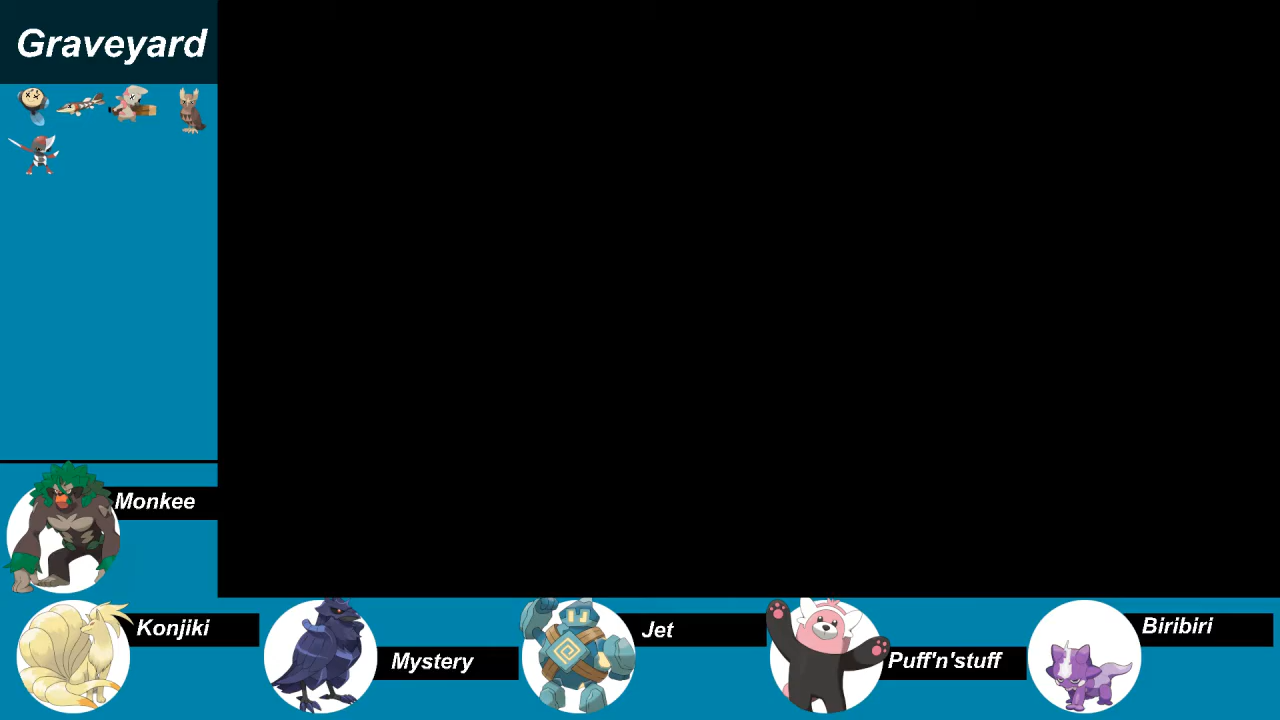 Graveyard
Monkee
Konjiki
Mystery
Jet
Puff'n'stuff
Biribiri